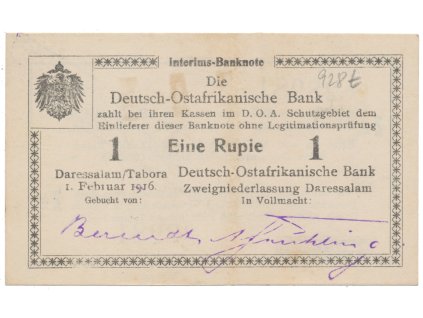 Interims-Banknote
928t
Die
Deutsch-Ostafrikanische Bank
zahlt bei ihren Kassen im D. O. A. Schutzgebiet dem
Einlieferer dieser Banknote ohne Legitimationsprüfung
1 Eine Rupie 1
Daressalam/Tabora
1. Februar 1916.
Gebucht von:
Deutsch-Ostafrikanische Bank
Zweigniederlassung Daressalam
In Vollmacht:
Berendt